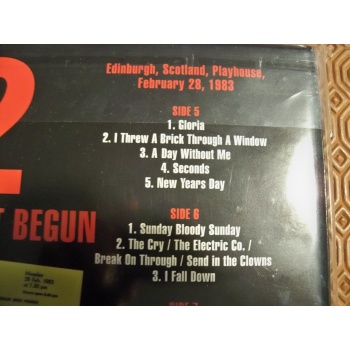 Edinburgh, Scotland, Playhouse,
February 28, 1983
SIDE 5
1. Gloria
2. I Threw A Brick Through A Window
3. A Day Without Me
4. Seconds
5. New Years Day
2
T BEGUN
SIDE 6
1. Sunday Bloody Sunday
2. The Cry / The Electric Co. /
Break On Through / Send in the Clowns
3. I Fall Down
SIDE 7